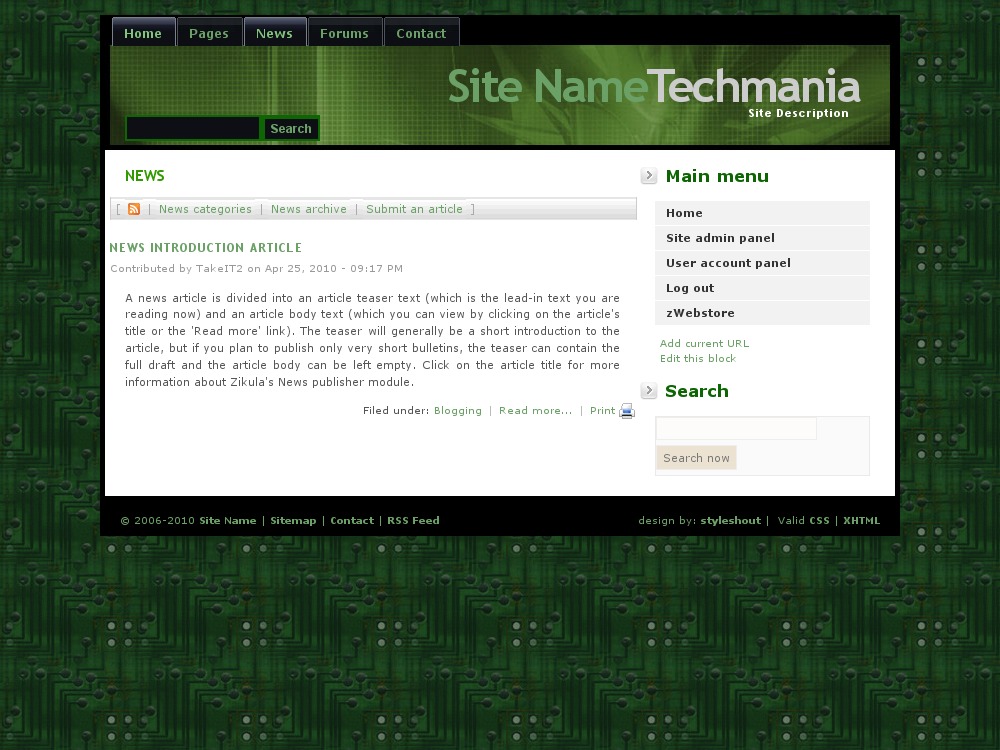 Home Pages News Forums Contact
Site NameTechmania
Site Description
Search
NEWS
[ | News categories | News archive | Submit an article ]
NEWS INTRODUCTION ARTICLE
Contributed by TakeIT2 on Apr 25, 2010 - 09:17 PM
A news article is divided into an article teaser text (which is the lead-in text you are
reading now) and an article body text (which you can view by clicking on the article's
title or the 'Read more' link). The teaser will generally be a short introduction to the
article, but if you plan to publish only very short bulletins, the teaser can contain the
full draft and the article body can be left empty. Click on the article title for more
information about Zikula's News publisher module.
Filed under: Blogging | Read more... | Print
Main menu
Home
Site admin panel
User account panel
Log out
zWebstore
Add current URL
Edit this block
Search
Search now
© 2006-2010 Site Name | Sitemap | Contact | RSS Feed
design by: styleshout | Valid CSS | XHTML